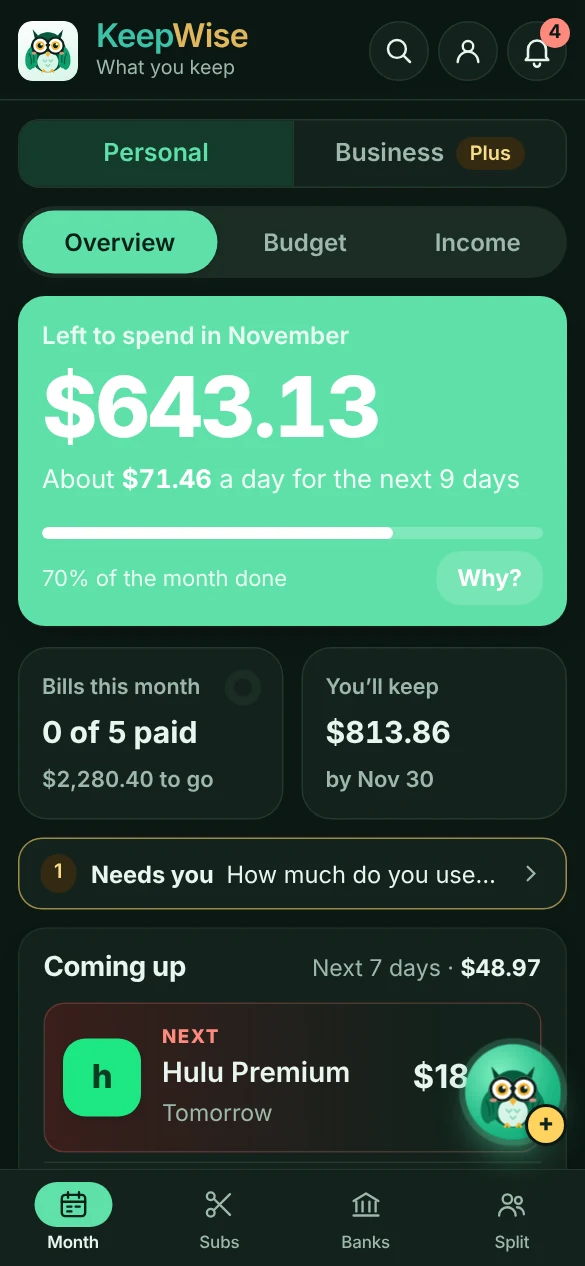 KeepWise
What you keep
4
Personal
Business Plus
Overview
Budget
Income
Left to spend in November
$643.13
About $71.46 a day for the next 9 days
70% of the month done
Why?
Bills this month
0 of 5 paid
$2,280.40 to go
You’ll keep
$813.86
by Nov 30
1 Needs you How much do you use...
Coming up
Next 7 days · $48.97
h
NEXT
Hulu Premium
$18
Tomorrow
+
Month
Subs
Banks
Split